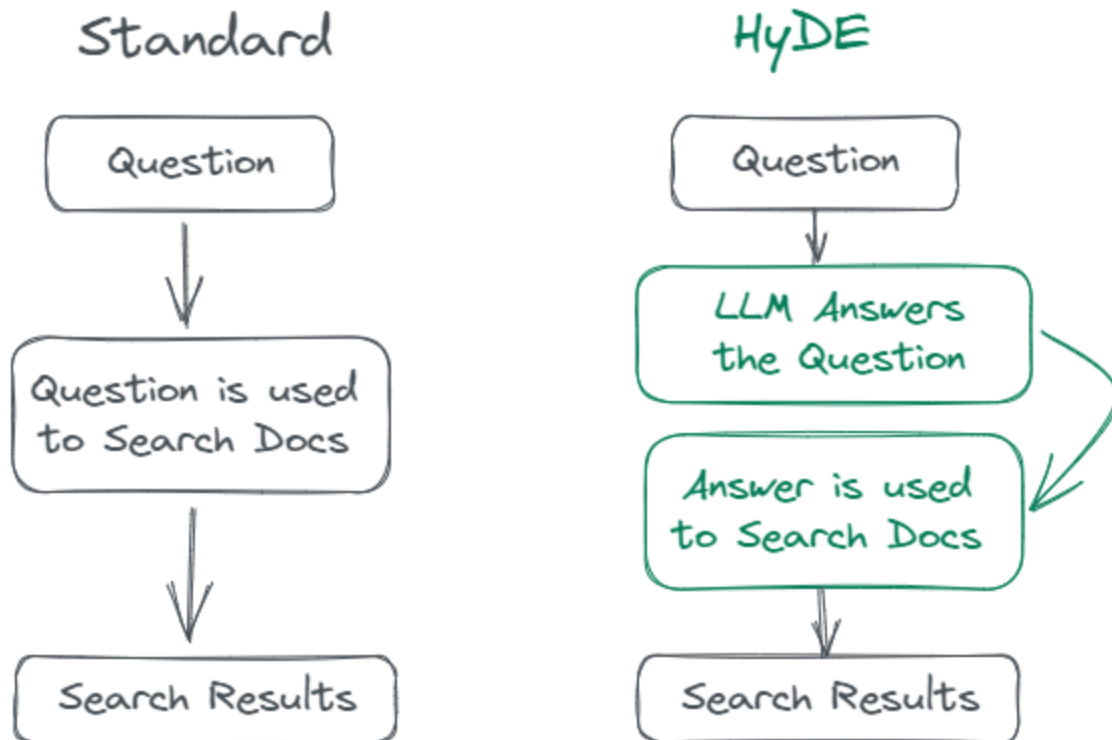 Standard
Question
Question is used
to Search Docs
Search Results
HyDE
Question
LLM Answers
the Question
Answer is used
to Search Docs
Search Results